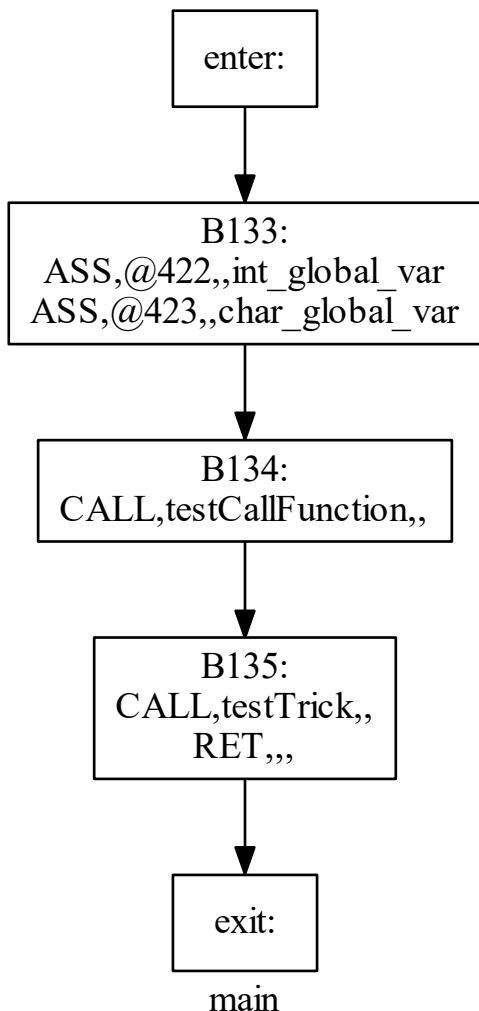 enter:
B133:
ASS,@422,,int_global_var
ASS,@423,,char_global_var
B134:
CALL,testCallFunction,,
B135:
CALL,testTrick,,
RET,,,
exit:
main